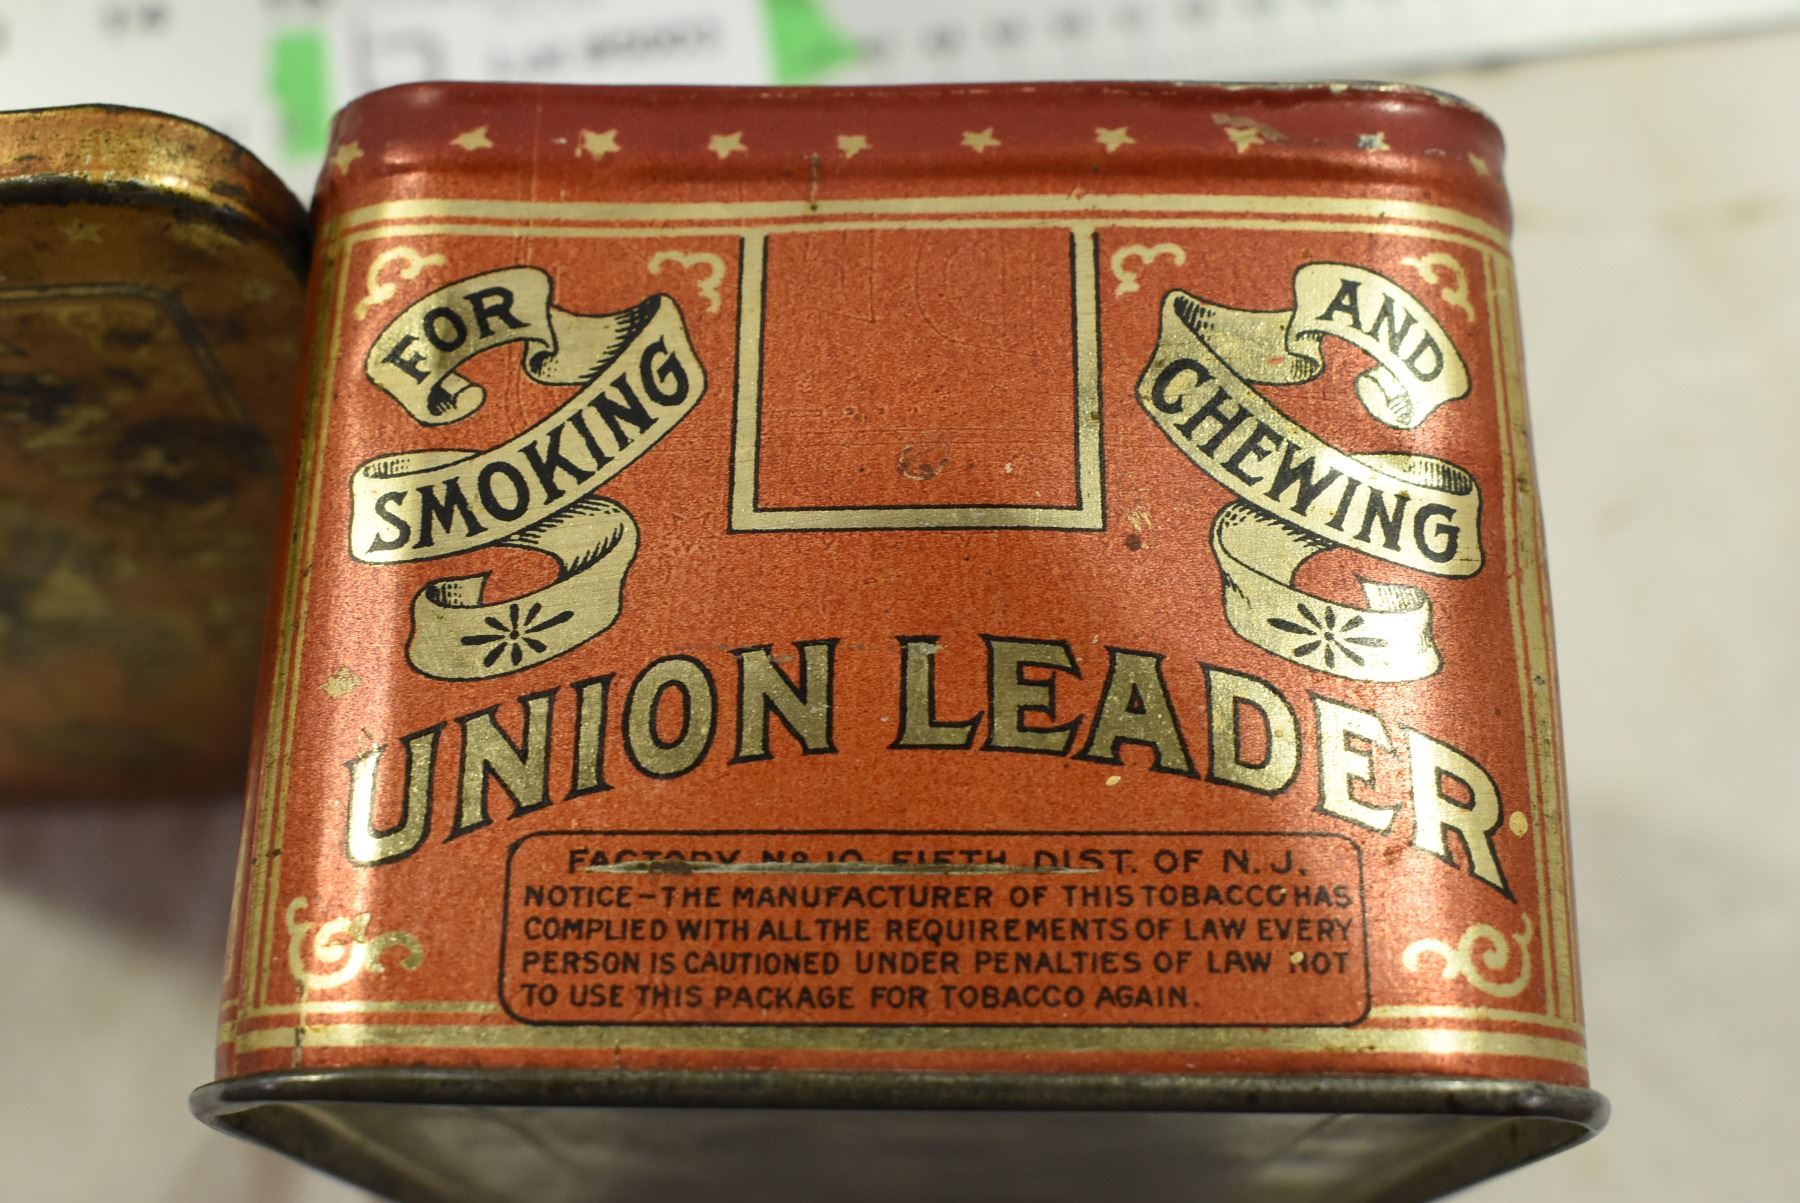 FOR
SMOKING
AND
CHEWING
UNION LEADER
FACTORY Nº 10 FIFTH DIST. OF N. J.
NOTICE–THE MANUFACTURER OF THIS TOBACCO HAS
COMPLIED WITH ALL THE REQUIREMENTS OF LAW EVERY
PERSON IS CAUTIONED UNDER PENALTIES OF LAW NOT
TO USE THIS PACKAGE FOR TOBACCO AGAIN.